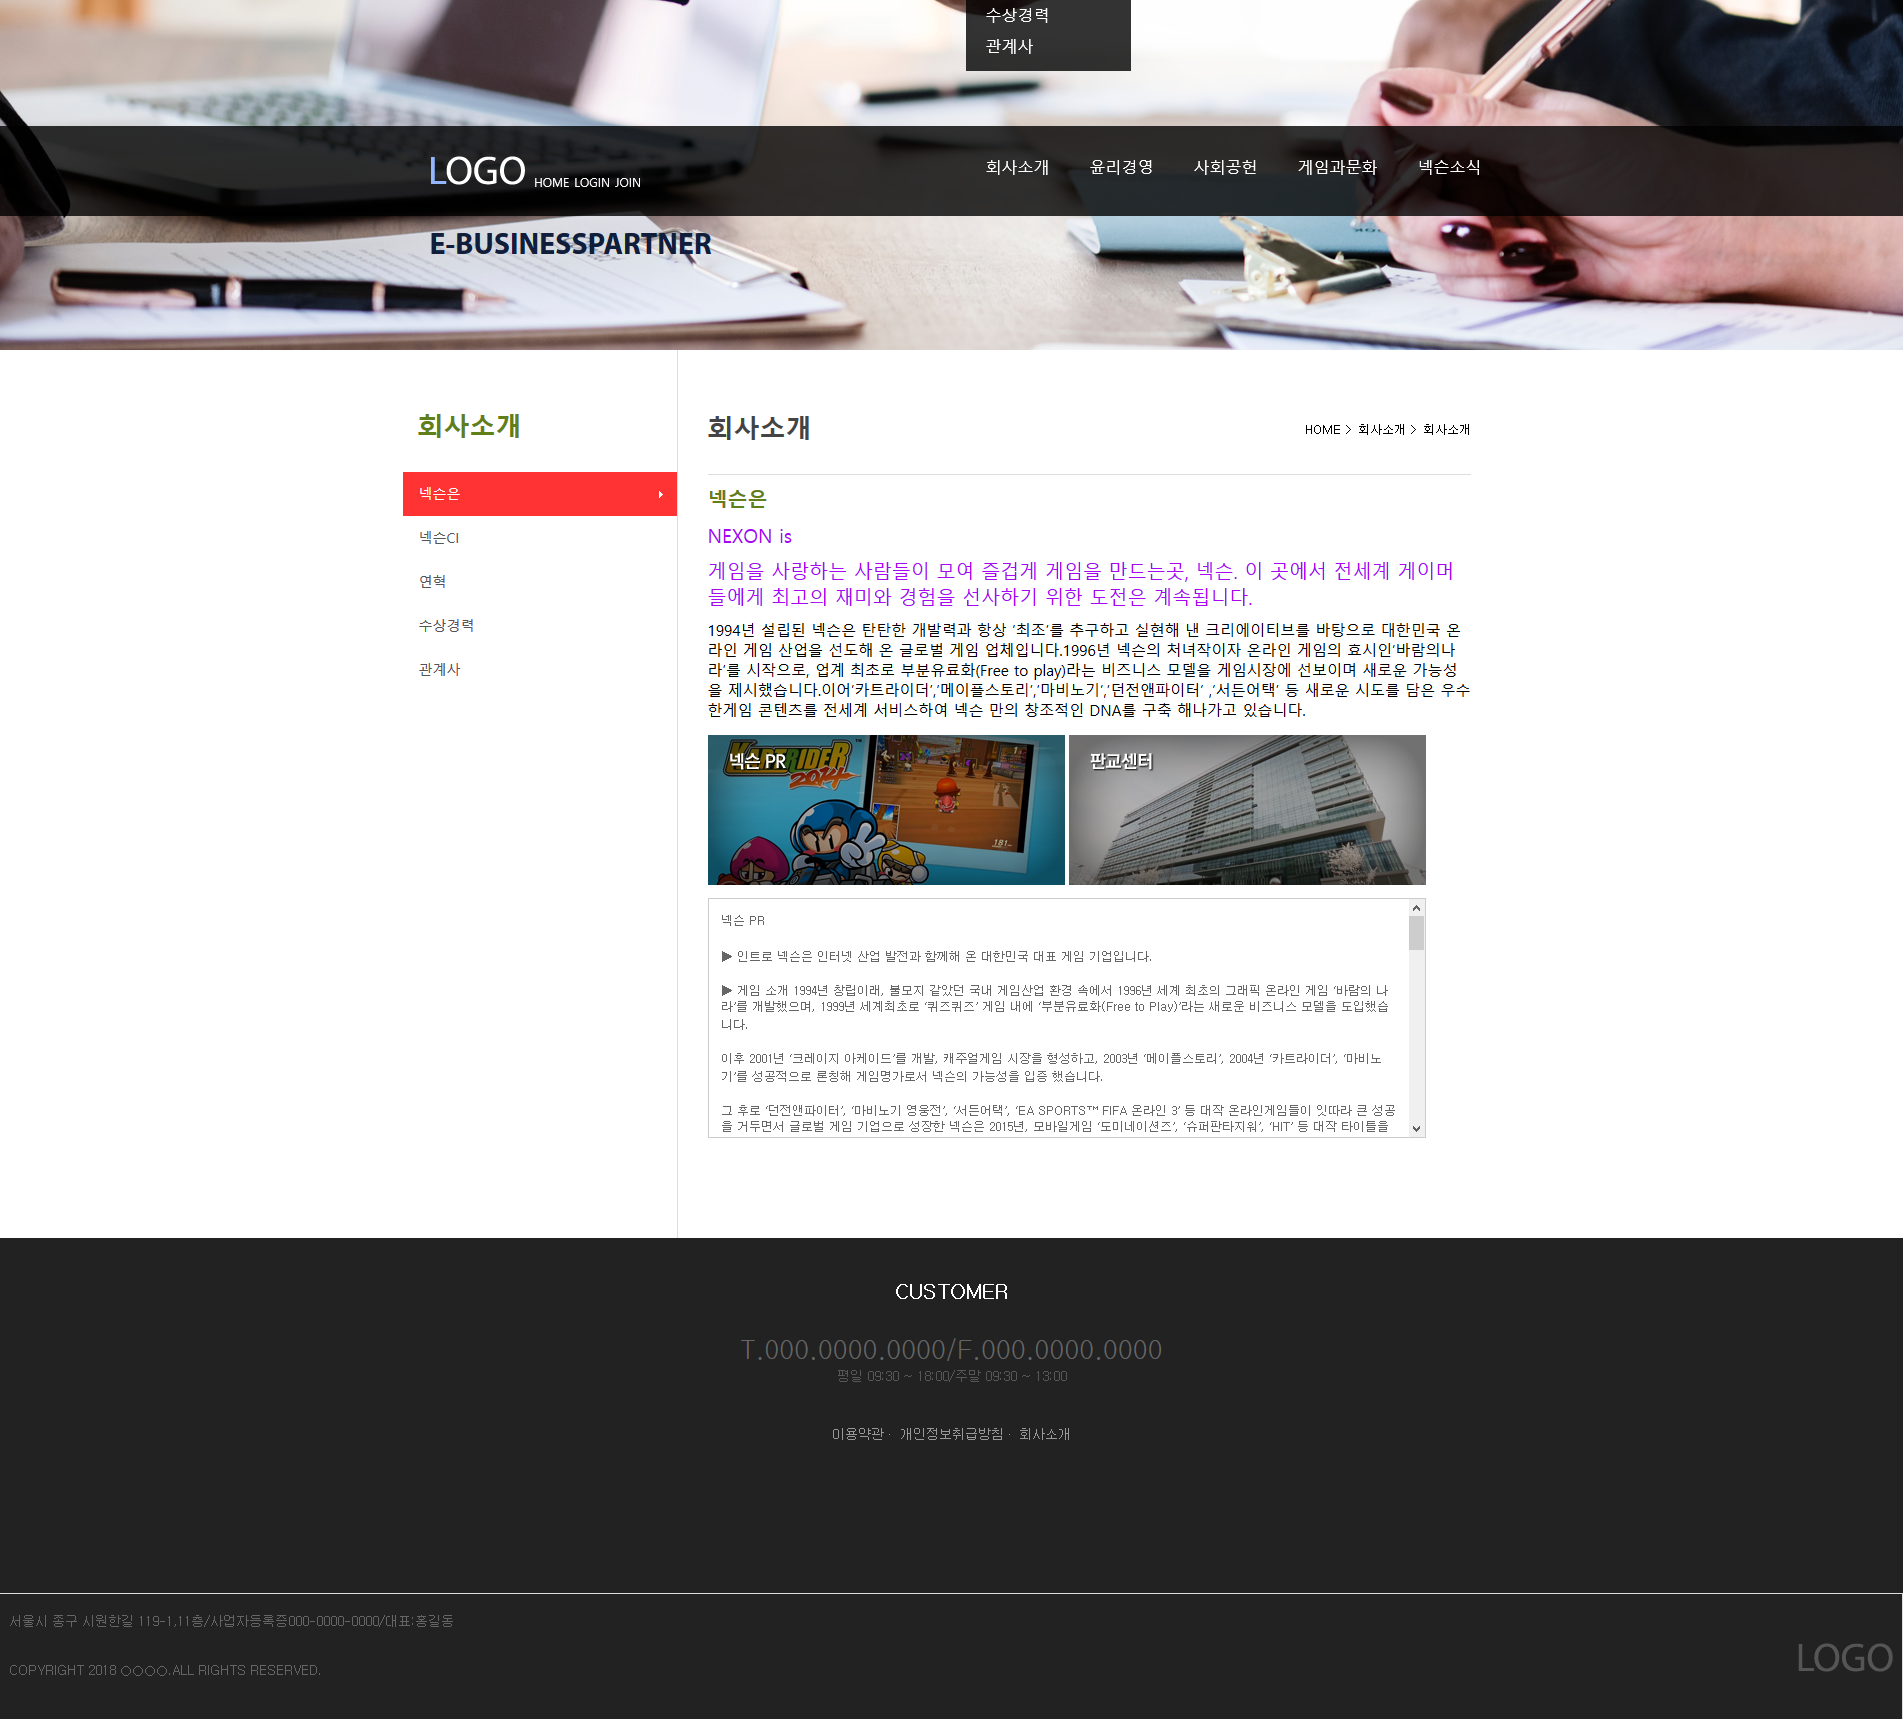 수상경력
관계사
LOGO HOME LOGIN JOIN
회사소개 윤리경영 사회공헌 게임과문화 넥슨소식
E-BUSINESSPARTNER
회사소개
넥슨은
넥슨CI
연혁
수상경력
관계사
회사소개
HOME > 회사소개 > 회사소개
넥슨은
NEXON is
게임을 사랑하는 사람들이 모여 즐겁게 게임을 만드는곳, 넥슨. 이 곳에서 전세계 게이머
들에게 최고의 재미와 경험을 선사하기 위한 도전은 계속됩니다.
1994년 설립된 넥슨은 탄탄한 개발력과 항상 '최조'를 추구하고 실현해 낸 크리에이티브를 바탕으로 대한민국 온
라인 게임 산업을 선도해 온 글로벌 게임 업체입니다.1996년 넥슨의 처녀작이자 온라인 게임의 효시인'바람의나
라'를 시작으로, 업계 최초로 부분유료화(Free to play)라는 비즈니스 모델을 게임시장에 선보이며 새로운 가능성
을 제시했습니다.이어'카트라이더','메이플스토리','마비노기','던전앤파이터' ,'서든어택' 등 새로운 시도를 담은 우수
한게임 콘텐츠를 전세계 서비스하여 넥슨 만의 창조적인 DNA를 구축 해나가고 있습니다.
KARTRIDER 2014
넥슨 PR
판교센터
넥슨 PR
▶ 인트로 넥슨은 인터넷 산업 발전과 함께해 온 대한민국 대표 게임 기업입니다.
▶ 게임 소개 1994년 창립이래, 불모지 같았던 국내 게임산업 환경 속에서 1996년 세계 최초의 그래픽 온라인 게임 '바람의 나
라'를 개발했으며, 1999년 세계최초로 '퀴즈퀴즈' 게임 내에 '부분유료화(Free to Play)'라는 새로운 비즈니스 모델을 도입했습
니다.
이후 2001년 '크레이지 아케이드'를 개발, 캐주얼게임 시장을 형성하고, 2003년 '메이플스토리', 2004년 '카트라이더', '마비노
기'를 성공적으로 론칭해 게임명가로서 넥슨의 가능성을 입증 했습니다.
그 후로 '던전앤파이터', '마비노기 영웅전', '서든어택', 'EA SPORTS™ FIFA 온라인 3' 등 대작 온라인게임들이 잇따라 큰 성공
을 거두면서 글로벌 게임 기업으로 성장한 넥슨은 2015년, 모바일게임 '도미네이션즈', '슈퍼판타지워', 'HIT' 등 대작 타이들을
CUSTOMER
T.000.0000.0000/F.000.0000.0000
평일 09:30 ~ 18:00/주말 09:30 ~ 13:00
이용약관 · 개인정보취급방침 · 회사소개
서울시 종구 시원한길 119-1,11층/사업자등록증000-0000-0000/대표:홍길동
COPYRIGHT 2018 ○○○○.ALL RIGHTS RESERVED.
LOGO